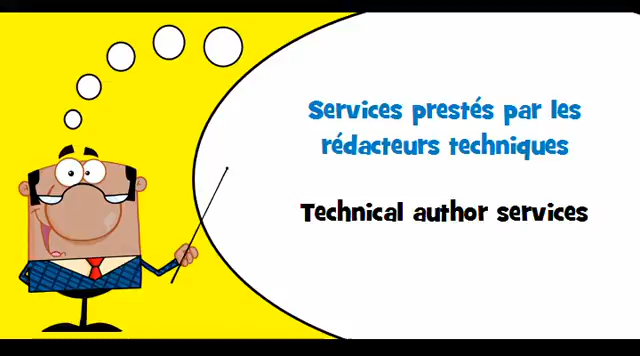 Services prestés par les
rédacteurs techniques
Technical author services